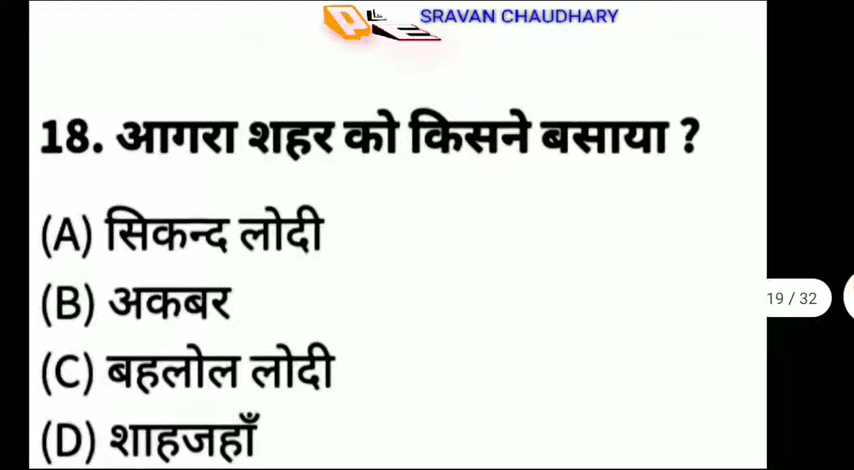 SRAVAN CHAUDHARY
18. आगरा शहर को किसने बसाया ?
(A) सिकन्द लोदी
(B) अकबर
(C) बहलोल लोदी
(D) शाहजहाँ
19 / 32